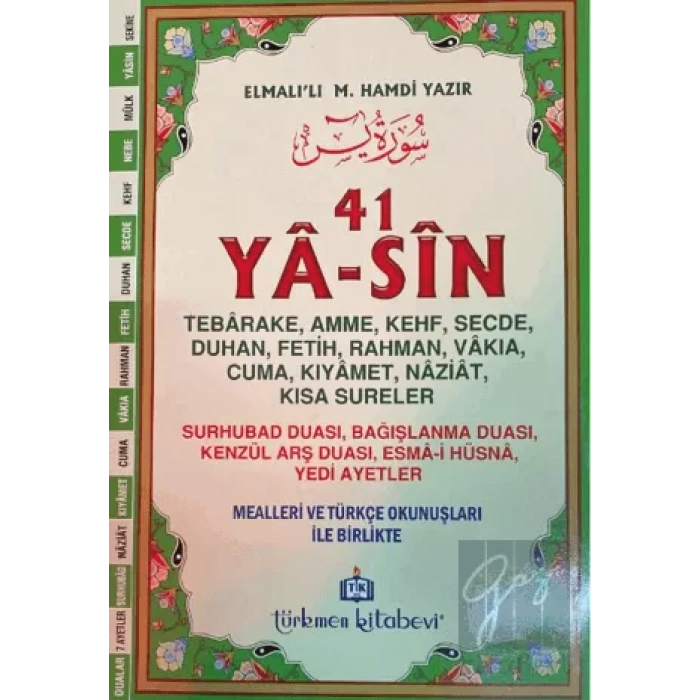 ELMALI'LI M. HAMDİ YAZIR
سُورَةُ يٰسٓ
41
YÂ-SÎN
TEBÂRAKE, AMME, KEHF, SECDE,
DUHAN, FETİH, RAHMAN, VÂKIA,
CUMA, KIYÂMET, NÂZİÂT,
KISA SURELER
SURHUBAD DUASI, BAĞIŞLANMA DUASI,
KENZÜL ARŞ DUASI, ESMÂ-İ HÜSNÂ,
YEDİ AYETLER
MEALLERİ VE TÜRKÇE OKUNUŞLARI
İLE BİRLİKTE
TK
türkmen kitabevi
SEKİNE
YÂSİN
MÜLK
NEBE
KEHF
SECDE
DUHAN
FETİH
RAHMAN
VÂKIA
CUMA
KIYÂMET
NÂZİÂT
SURHUBÂD
7 AYETLER
DUALAR